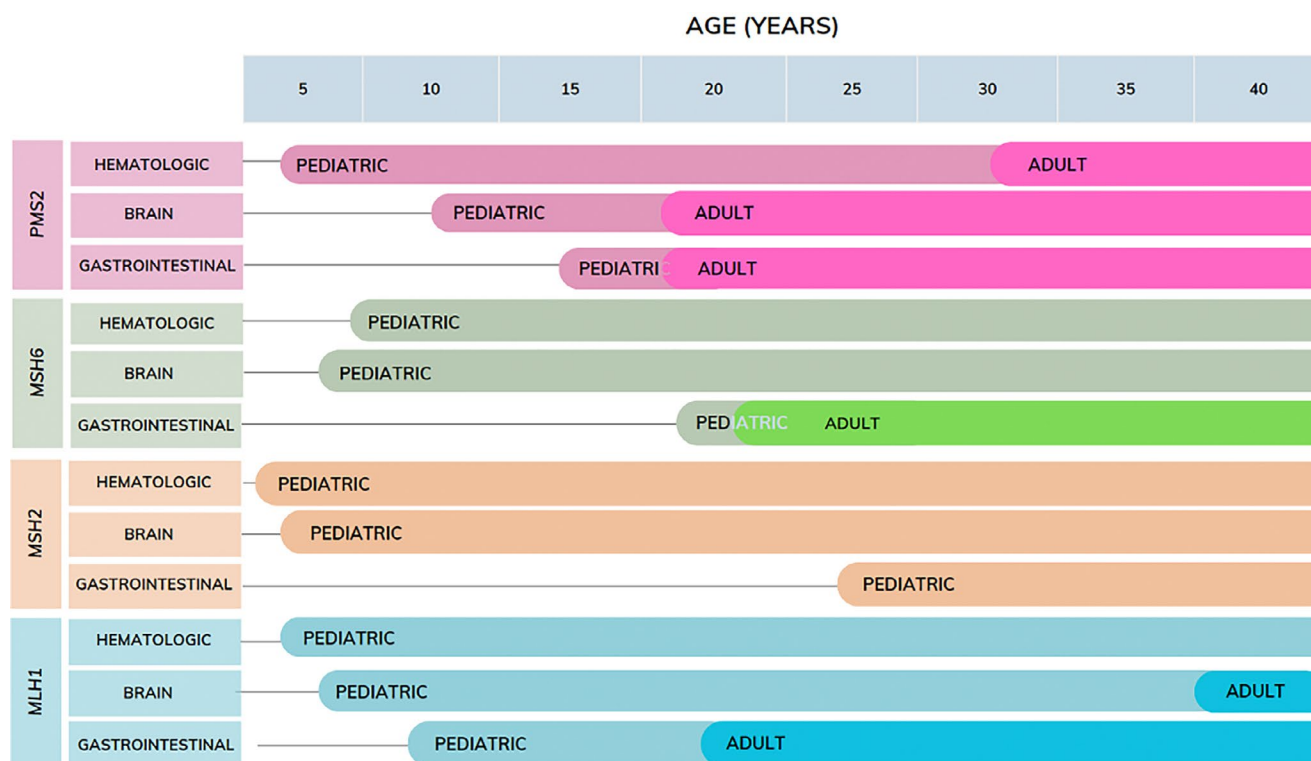 AGE (YEARS)
5 10 15 20 25 30 35 40
PMS2
HEMATOLOGIC PEDIATRIC ADULT
BRAIN PEDIATRIC ADULT
GASTROINTESTINAL PEDIATRIC ADULT
MSH6
HEMATOLOGIC PEDIATRIC
BRAIN PEDIATRIC
GASTROINTESTINAL PEDIATRIC ADULT
MSH2
HEMATOLOGIC PEDIATRIC
BRAIN PEDIATRIC
GASTROINTESTINAL PEDIATRIC
MLH1
HEMATOLOGIC PEDIATRIC
BRAIN PEDIATRIC ADULT
GASTROINTESTINAL PEDIATRIC ADULT